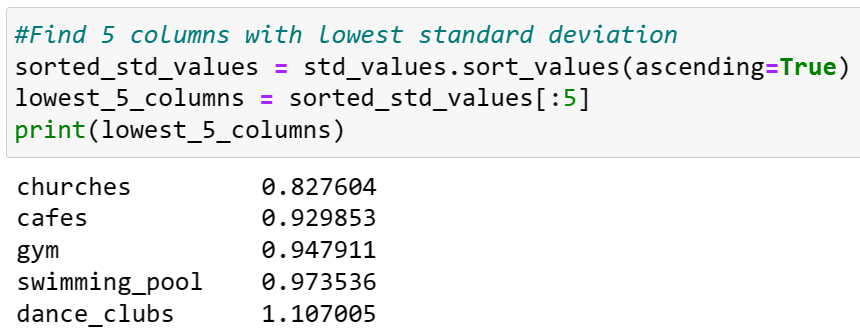 #Find 5 columns with lowest standard deviation
sorted_std_values = std_values.sort_values(ascending=True)
lowest_5_columns = sorted_std_values[:5]
print(lowest_5_columns)
churches 0.827604
cafes 0.929853
gym 0.947911
swimming_pool 0.973536
dance_clubs 1.107005